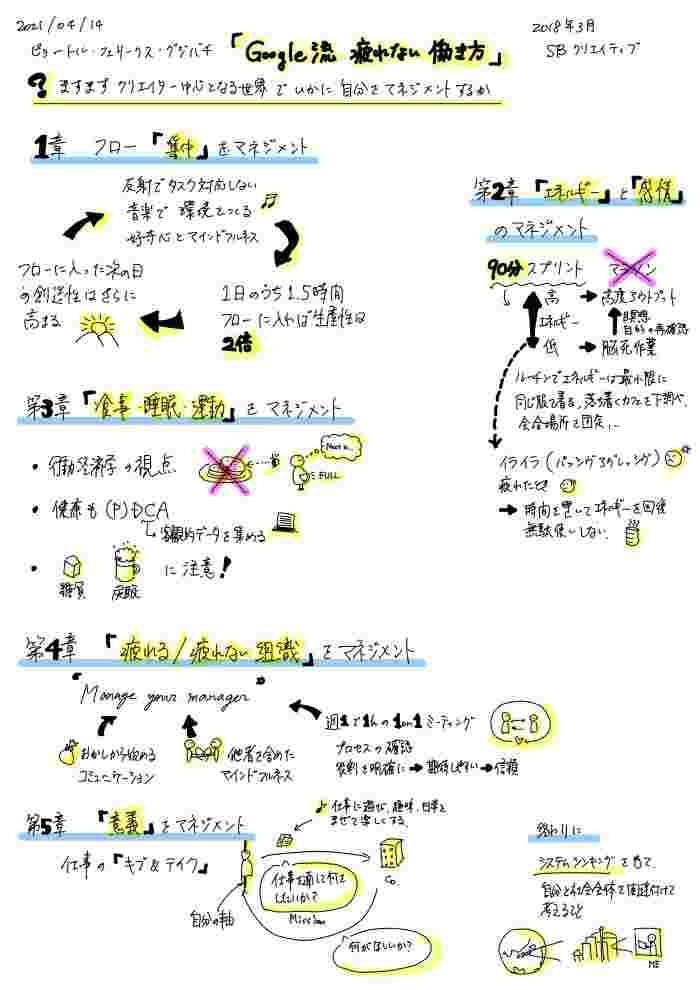 2021/04/14
ピョートル・フェリークス・グジバチ
「Google流 疲れない 働き方」
2018年3月
SBクリエイティブ
? ますます クリエイター中心となる世界 で いかに 自分をマネジメントするか
1章 フロー「集中」をマネジメント
反射でタスク対応しない
音楽で 環境をつくる
好奇心とマインドフルネス
フローに入った次の日
の創造性はさらに
高まる
1日のうち1.5時間
フローに入れば生産性は
2倍
第2章「エネルギー」と「感情」
のマネジメント
90分スプリント
マラソン
高
エネルギー
低
高度アウトプット
瞑想
目的の再確認
脳死作業
ルーチンでエネルギーは最小限に
同じ服で着る、落ち着くカフェを下調べ、
会合場所を固定...
イライラ(パッシブアグレッシブ)
疲れたとき
時間を置いてエネルギーを回復
無駄使いしない
第3章「食事・睡眠・運動」を マネジメント
・行動経済学の視点
FULL
・健康も (P)DCA
客観的データを集める
・
糖質
炭酸
に注意!
第4章 「疲れる/疲れない 組織」を マネジメント
"Manage your manager"
おかしから始める
コミュニケーション
他者を含めた
マインドフルネス
週1で1hの1on1ミーティング
プロセスの確認
役割を明確に→期待しやすい→信頼
第5章 「意義」をマネジメント
仕事の「ギブ&テイク」
自分の軸
仕事に遊び、趣味、日常を
まぜて楽しくする
仕事を通して何を
したいか?
Mission
Co.
何がほしいか?
終わりに
システムシンキングを もて、
自分と社会全体を関連付けて
考えること
ME